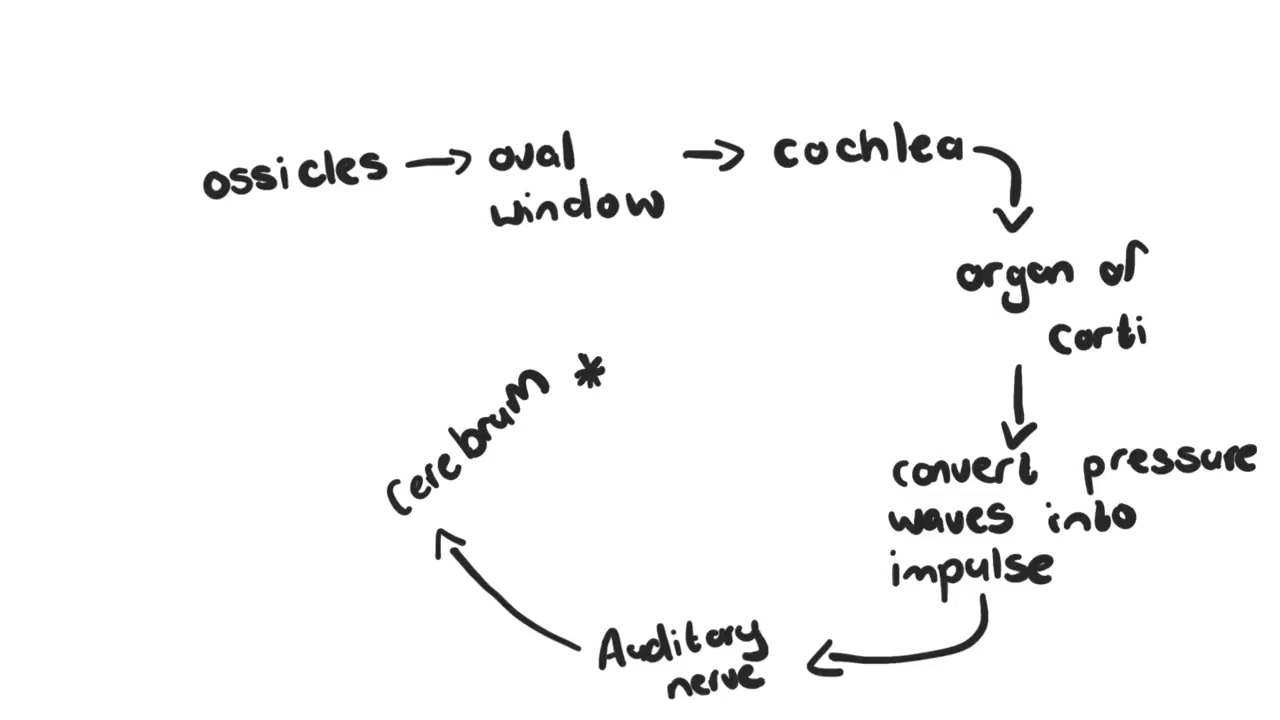 ossicles → oval
window
→ cochlea
organ of
corti
convert pressure
waves into
impulse
Auditory
nerve
cerebrum *